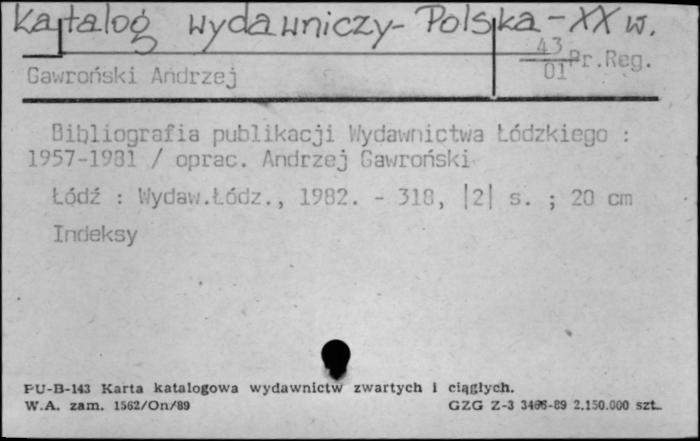 Katalog wydawniczy - Polska - XX w.
43
01 Pr.Reg.
Gawroński Andrzej
Bibliografia publikacji Wydawnictwa Łódzkiego :
1957-1981 / oprac. Andrzej Gawroński
Łódź : Wydaw.Łódz., 1982. - 318, |2| s. ; 20 cm
Indeksy
PU-B-143 Karta katalogowa wydawnictw zwartych i ciągłych.
W.A. zam. 1562/On/89 GZG Z-3 3466-89 2.150.000 szt.